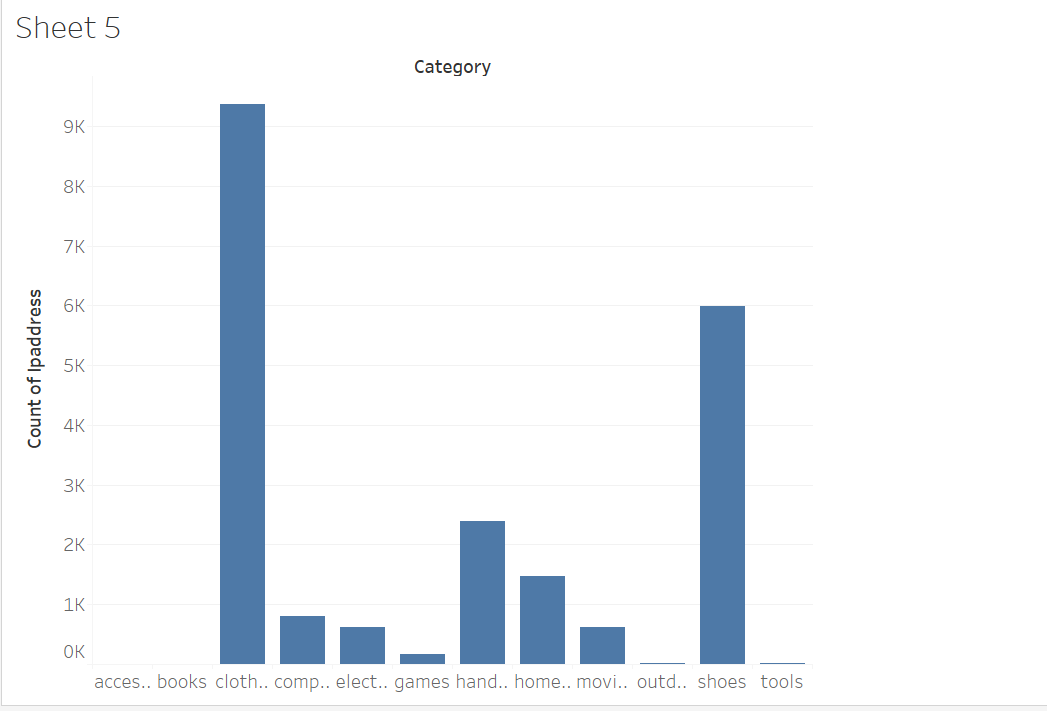 Sheet 5
Category
Count of Ipaddress
9K
8K
7K
6K
5K
4K
3K
2K
1K
0K
acces.. books cloth.. comp.. elect.. games hand.. home.. movi.. outd.. shoes tools